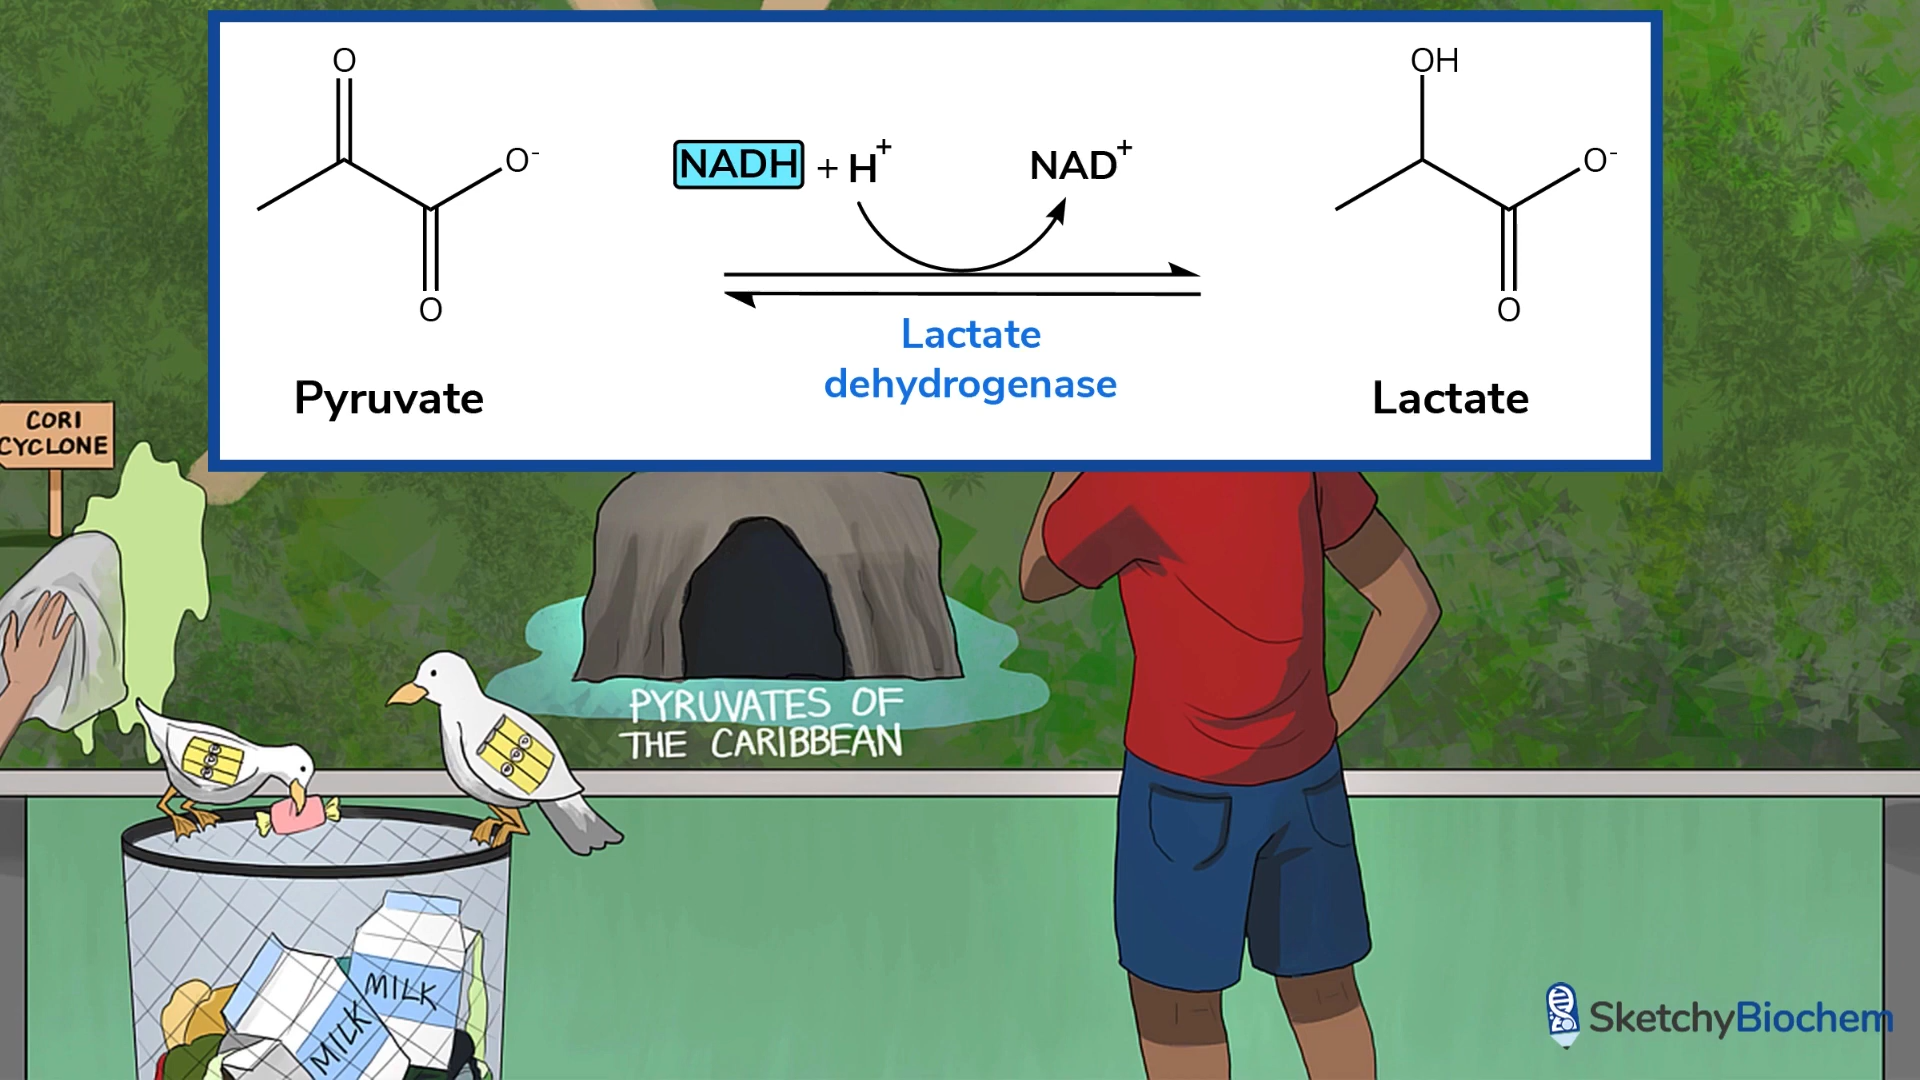 O
OH
NADH + H+
NAD+
O-
O-
O
O
Lactate
dehydrogenase
Pyruvate
Lactate
CORI
CYCLONE
PYRUVATES OF
THE CARIBBEAN
MILK
MILK
SketchyBiochem